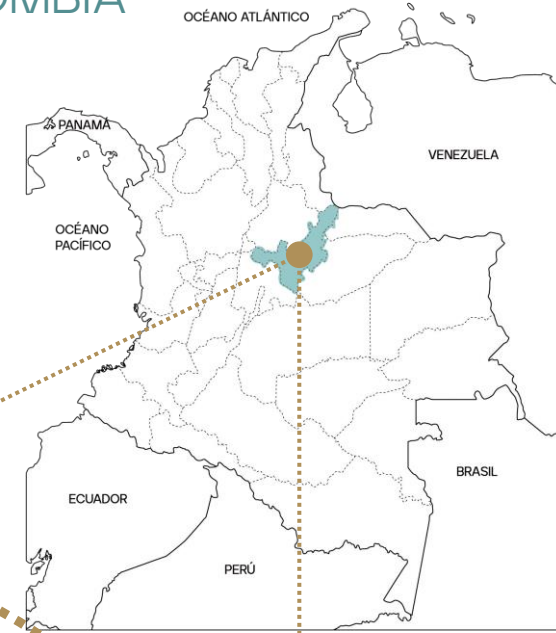 OCÉANO ATLÁNTICO
PANAMÁ
VENEZUELA
OCÉANO
PACÍFICO
BRASIL
ECUADOR
PERÚ